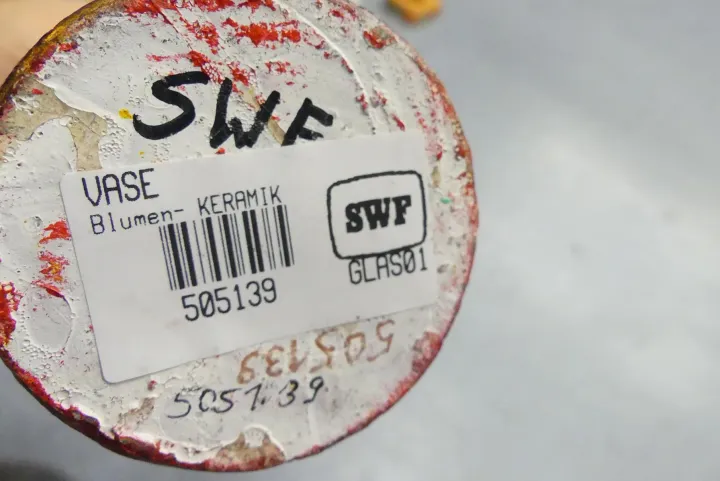 SWF
VASE
Blumen- KERAMIK
505139
SWF
GLAS01
505139
505139